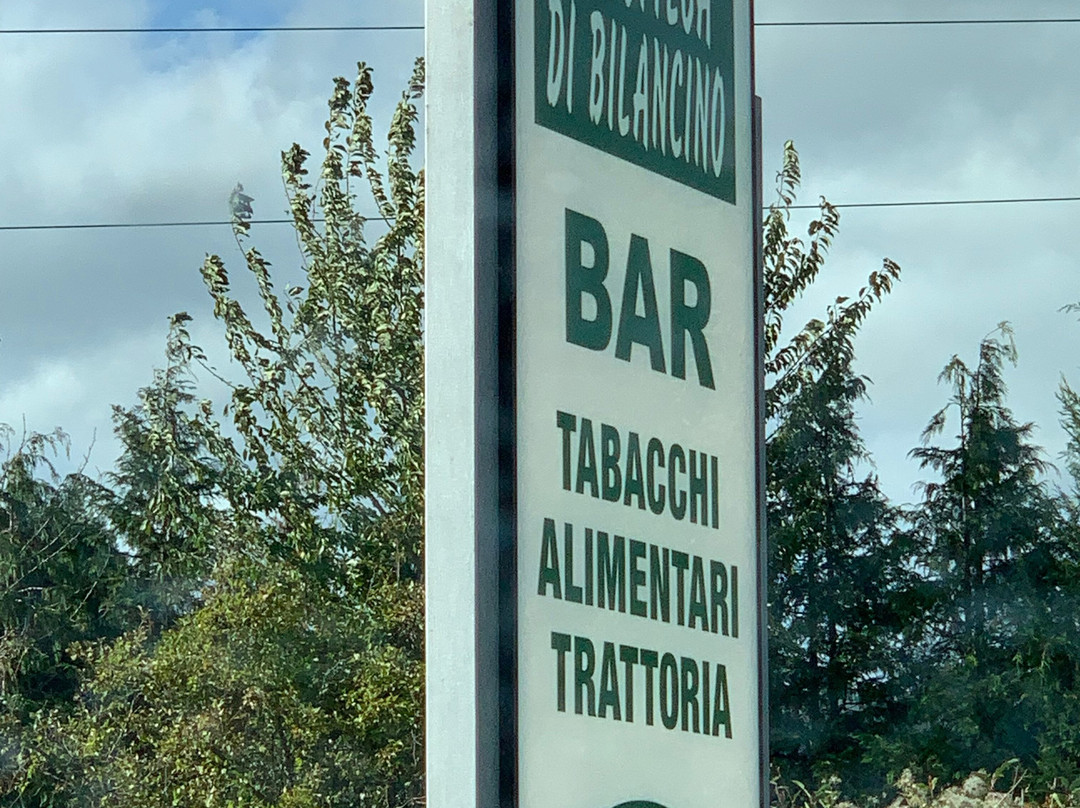 DI BILANCINO
BAR
TABACCHI
ALIMENTARI
TRATTORIA